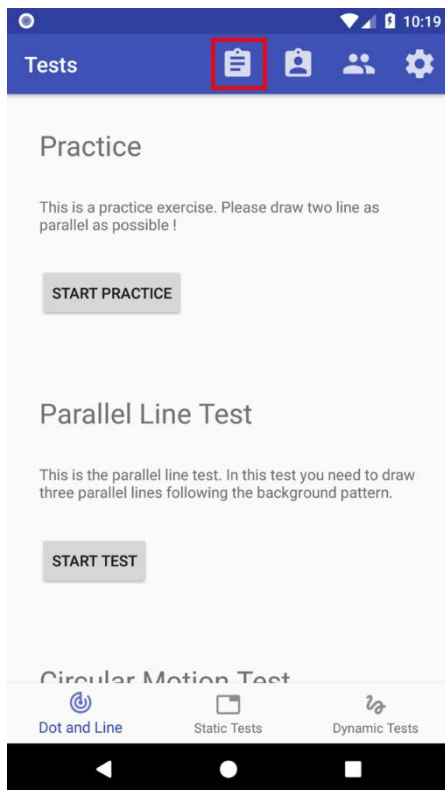 10:19
Tests
Practice
This is a practice exercise. Please draw two line as
parallel as possible !
START PRACTICE
Parallel Line Test
This is the parallel line test. In this test you need to draw
three parallel lines following the background pattern.
START TEST
Circular Motion Test
Dot and Line
Static Tests
Dynamic Tests